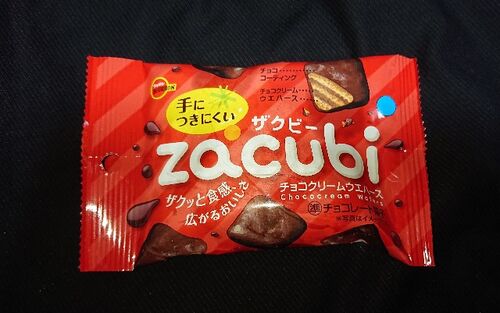 チョコ
コーティング
チョコクリーム
ウエハース
手に
つきにくい
ザクビー
zacubi
チョコクリームウエハース
Chococream Wafers
ザクッと食感、
広がるおいしさ
準チョコレート
※写真はイメージ